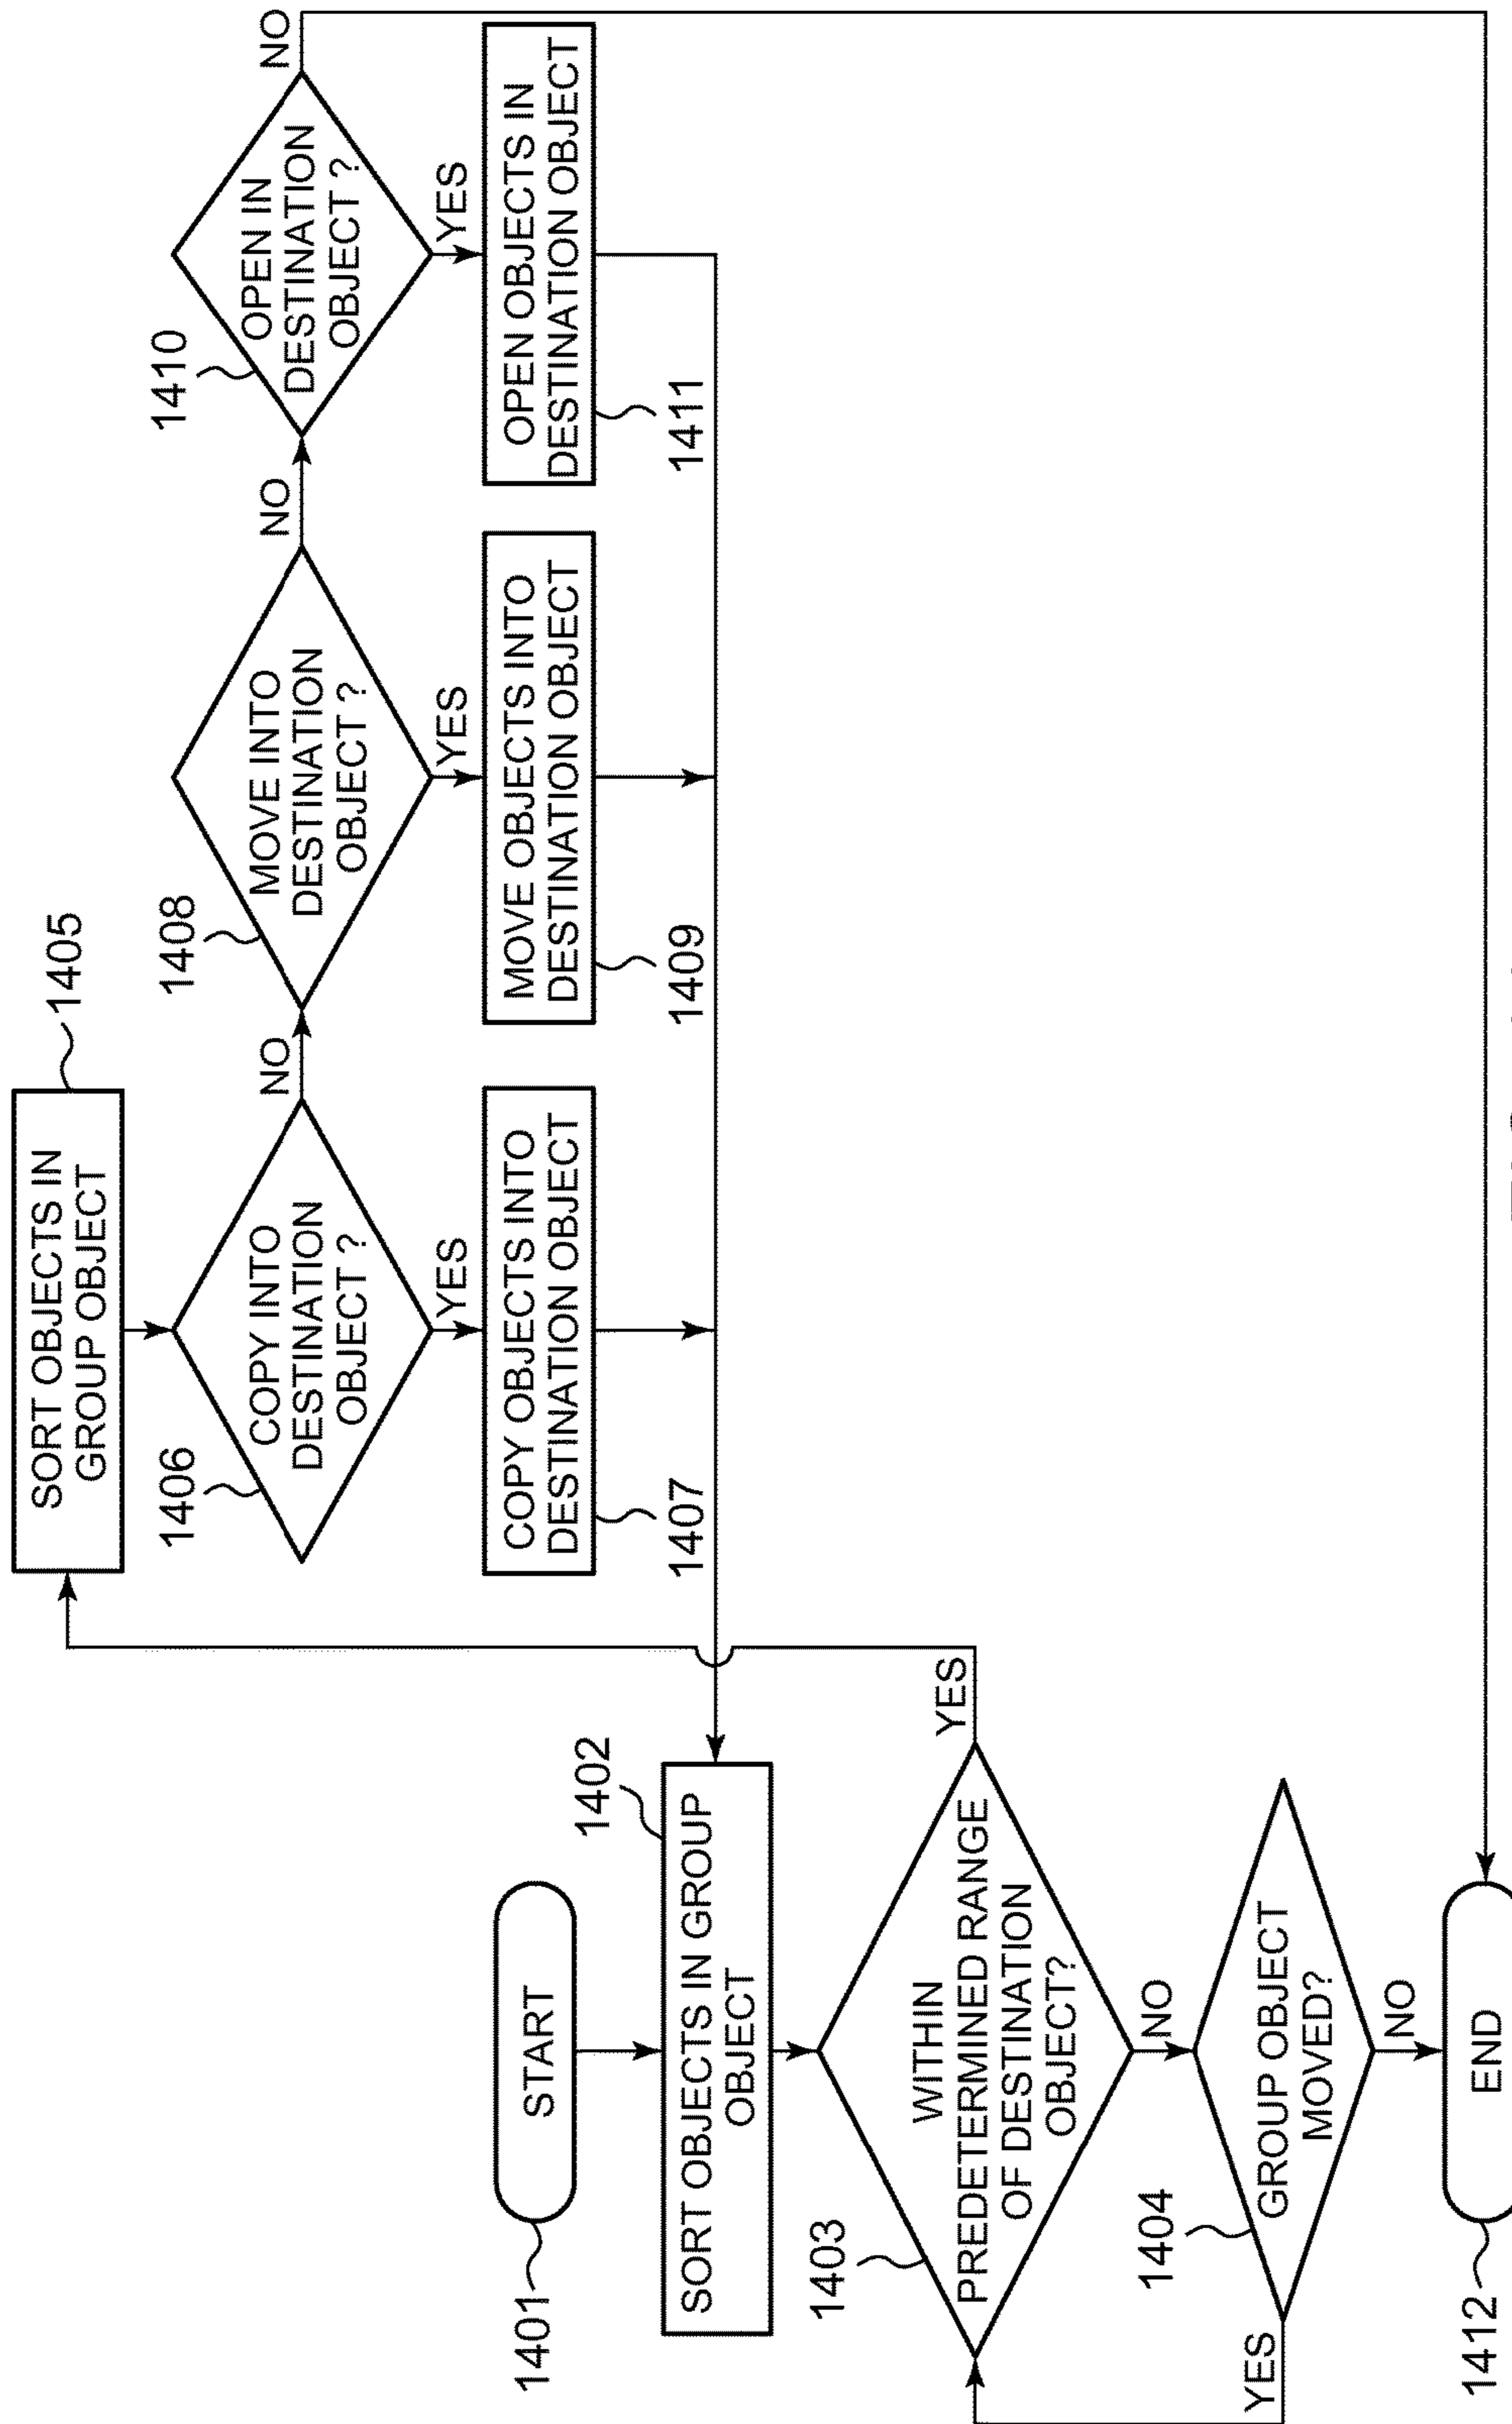 1401
START
1402
SORT OBJECTS IN GROUP
OBJECT
1403
WITHIN
PREDETERMINED RANGE
OF DESTINATION
OBJECT?
YES
NO
1404
GROUP OBJECT
MOVED?
YES
NO
1412
END
SORT OBJECTS IN
GROUP OBJECT
1405
1406
COPY INTO
DESTINATION
OBJECT ?
NO
YES
COPY OBJECTS INTO
DESTINATION OBJECT
1407
1408
MOVE INTO
DESTINATION
OBJECT ?
NO
YES
MOVE OBJECTS INTO
DESTINATION OBJECT
1409
1410
OPEN IN
DESTINATION
OBJECT ?
NO
YES
OPEN OBJECTS IN
DESTINATION OBJECT
1411